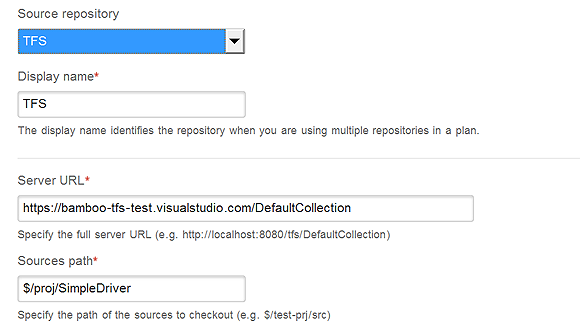 Source repository
TFS
Display name*
TFS
The display name identifies the repository when you are using multiple repositories in a plan.
Server URL*
https://bamboo-tfs-test.visualstudio.com/DefaultCollection
Specify the full server URL (e.g. http://localhost:8080/tfs/DefaultCollection)
Sources path*
$/proj/SimpleDriver
Specify the path of the sources to checkout (e.g. $/test-prj/src)